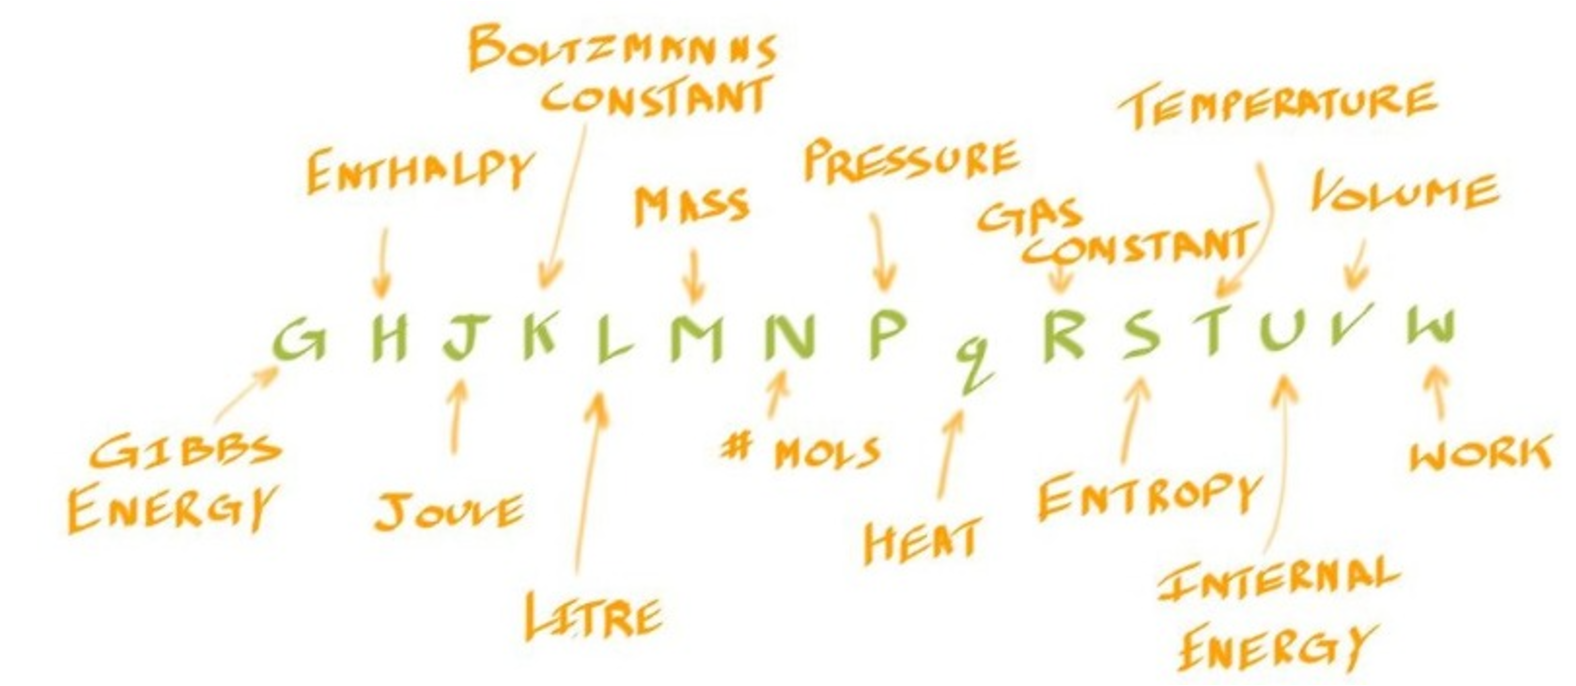 BOLTZMANNS
CONSTANT
TEMPERATURE
ENTHALPY
PRESSURE
MASS
VOLUME
GAS
CONSTANT
G H J K L M N P q R S T U V W
GIBBS
ENERGY
JOULE
# MOLS
WORK
HEAT
ENTROPY
LITRE
INTERNAL
ENERGY